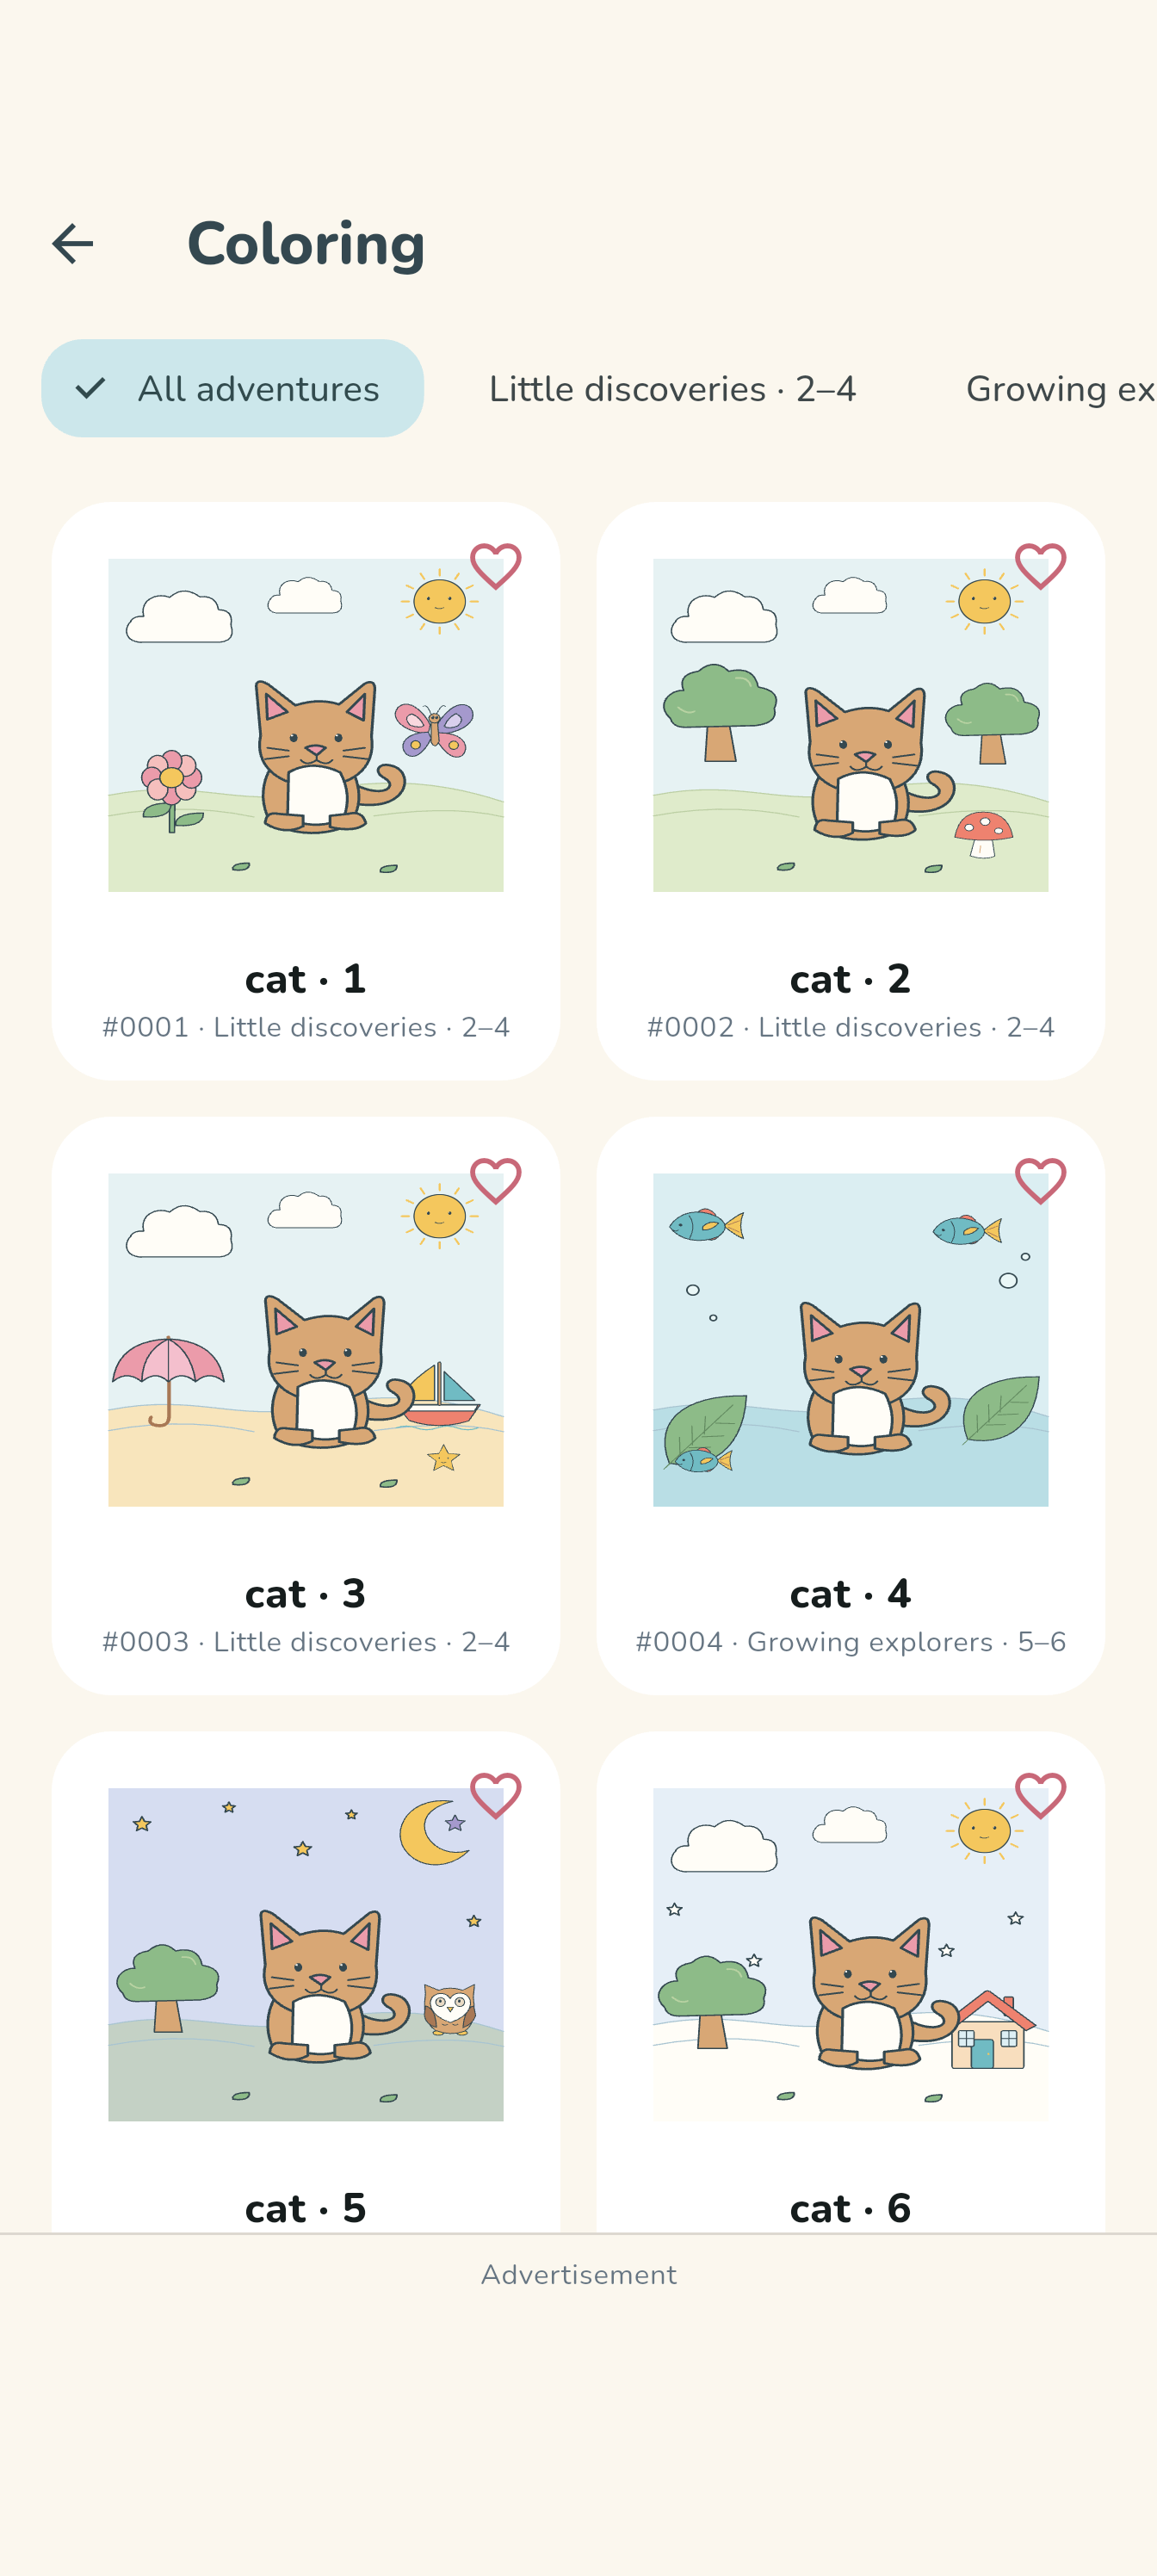 Coloring
All adventures
Little discoveries · 2–4
Growing ex
cat · 1
#0001 · Little discoveries · 2–4
cat · 2
#0002 · Little discoveries · 2–4
cat · 3
#0003 · Little discoveries · 2–4
cat · 4
#0004 · Growing explorers · 5–6
cat · 5
cat · 6
Advertisement